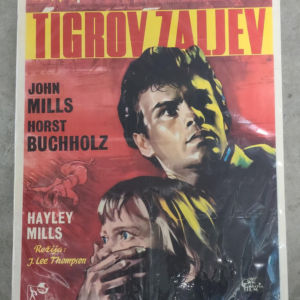 TIGROV ZALJEV
JOHN
MILLS
HORST
BUCHHOLZ
HAYLEY
MILLS
Režija:
J. Lee Thompson